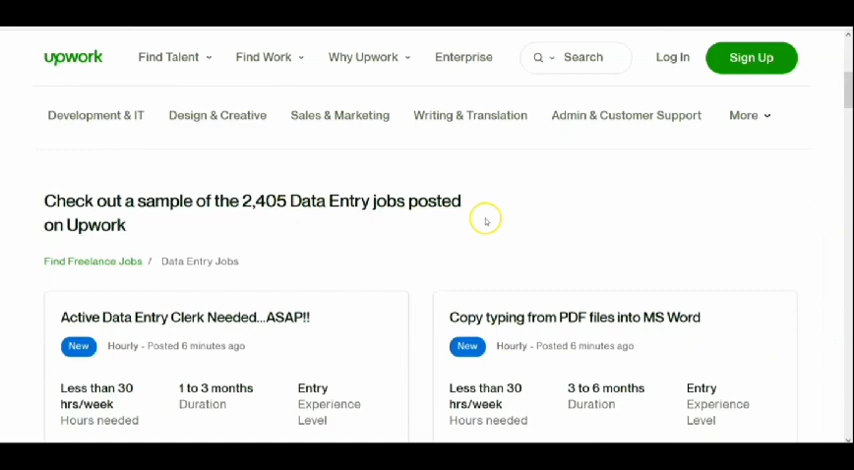 upwork Find Talent Find Work Why Upwork Enterprise Search Log In Sign Up
Development & IT Design & Creative Sales & Marketing Writing & Translation Admin & Customer Support More
Check out a sample of the 2,405 Data Entry jobs posted
on Upwork
Find Freelance Jobs / Data Entry Jobs
Active Data Entry Clerk Needed...ASAP!!
New Hourly - Posted 6 minutes ago
Less than 30 1 to 3 months Entry
hrs/week Duration Experience
Hours needed Level
Copy typing from PDF files into MS Word
New Hourly - Posted 6 minutes ago
Less than 30 3 to 6 months Entry
hrs/week Duration Experience
Hours needed Level